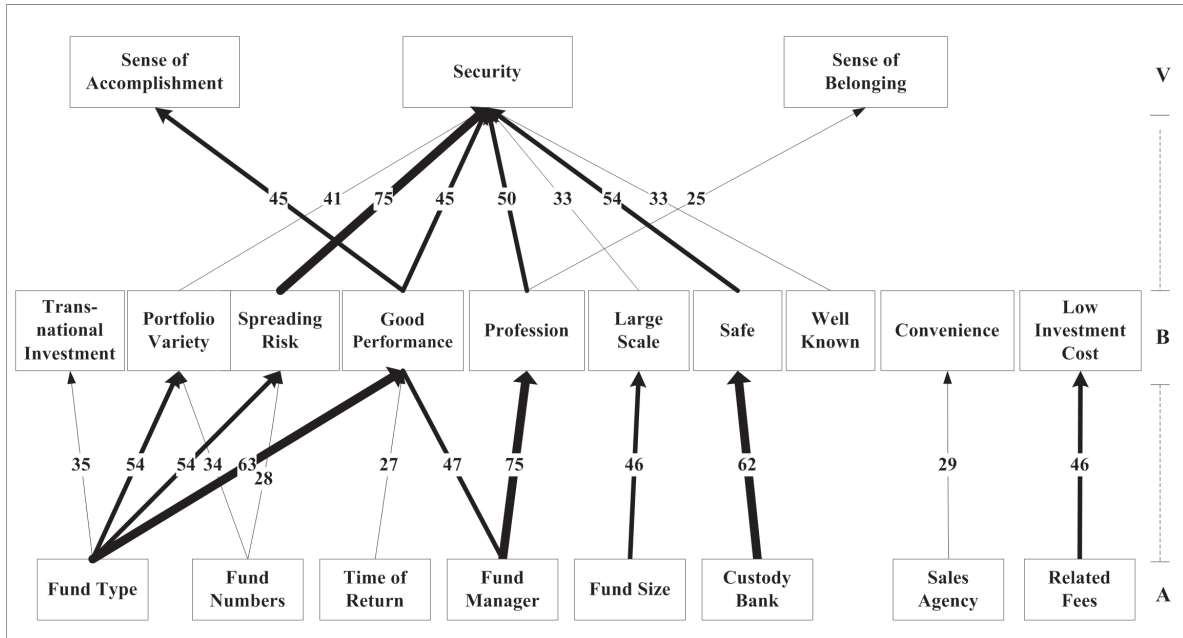 Sense of
Accomplishment
Security
Sense of
Belonging
V
45
41
75
45
50
33
54
33
25
Trans-
national
Investment
Portfolio
Variety
Spreading
Risk
Good
Performance
Profession
Large
Scale
Safe
Well
Known
Convenience
Low
Investment
Cost
B
35
54
54
34
63
28
27
47
75
46
62
29
46
Fund Type
Fund
Numbers
Time of
Return
Fund
Manager
Fund Size
Custody
Bank
Sales
Agency
Related
Fees
A